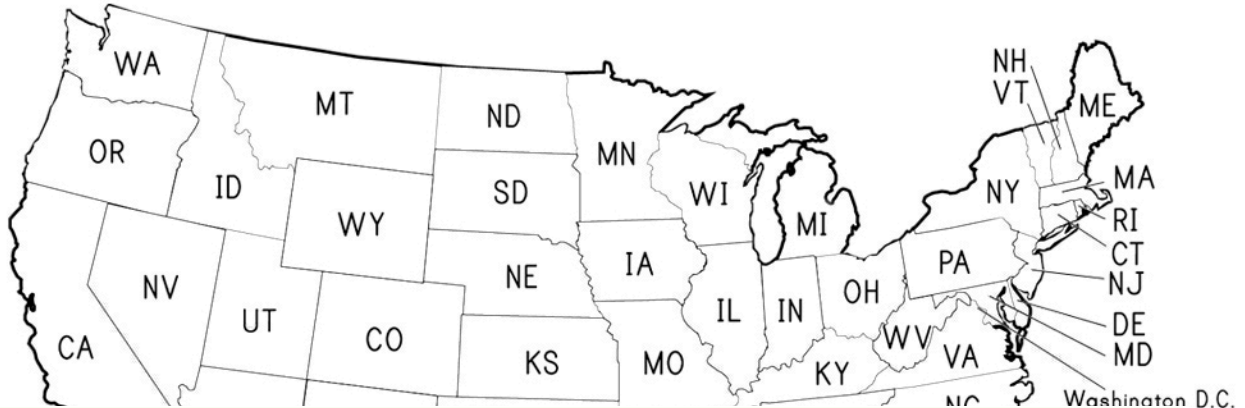 WA
MT
ND
MN
NH
VT
ME
OR
ID
SD
WI
MI
NY
MA
WY
RI
IA
CT
NE
PA
NJ
NV
UT
CO
IL
IN
OH
DE
CA
KS
MO
KY
WV
VA
MD
NC
Washington D.C.